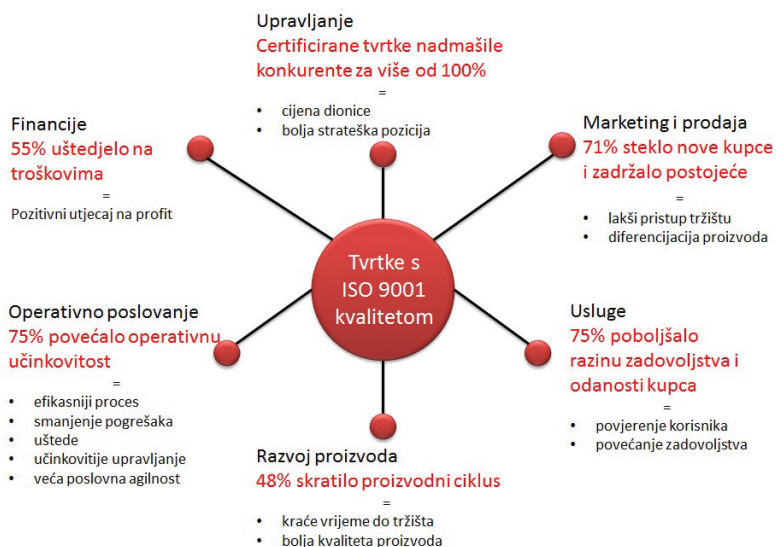 Upravljanje
Certificirane tvrtke nadmašile
konkurente za više od 100%
=
• cijena dionice
• bolja strateška pozicija
Financije
55% uštedjelo na
troškovima
=
Pozitivni utjecaj na profit
Marketing i prodaja
71% steklo nove kupce
i zadržalo postojeće
=
• lakši pristup tržištu
• diferencijacija proizvoda
Tvrtke s
ISO 9001
kvalitetom
Operativno poslovanje
75% povećalo operativnu
učinkovitost
=
• efikasniji proces
• smanjenje pogrešaka
• uštede
• učinkovitije upravljanje
• veća poslovna agilnost
Usluge
75% poboljšalo
razinu zadovoljstva i
odanosti kupca
=
• povjerenje korisnika
• povećanje zadovoljstva
Razvoj proizvoda
48% skratilo proizvodni ciklus
=
• kraće vrijeme do tržišta
• bolja kvaliteta proizvoda